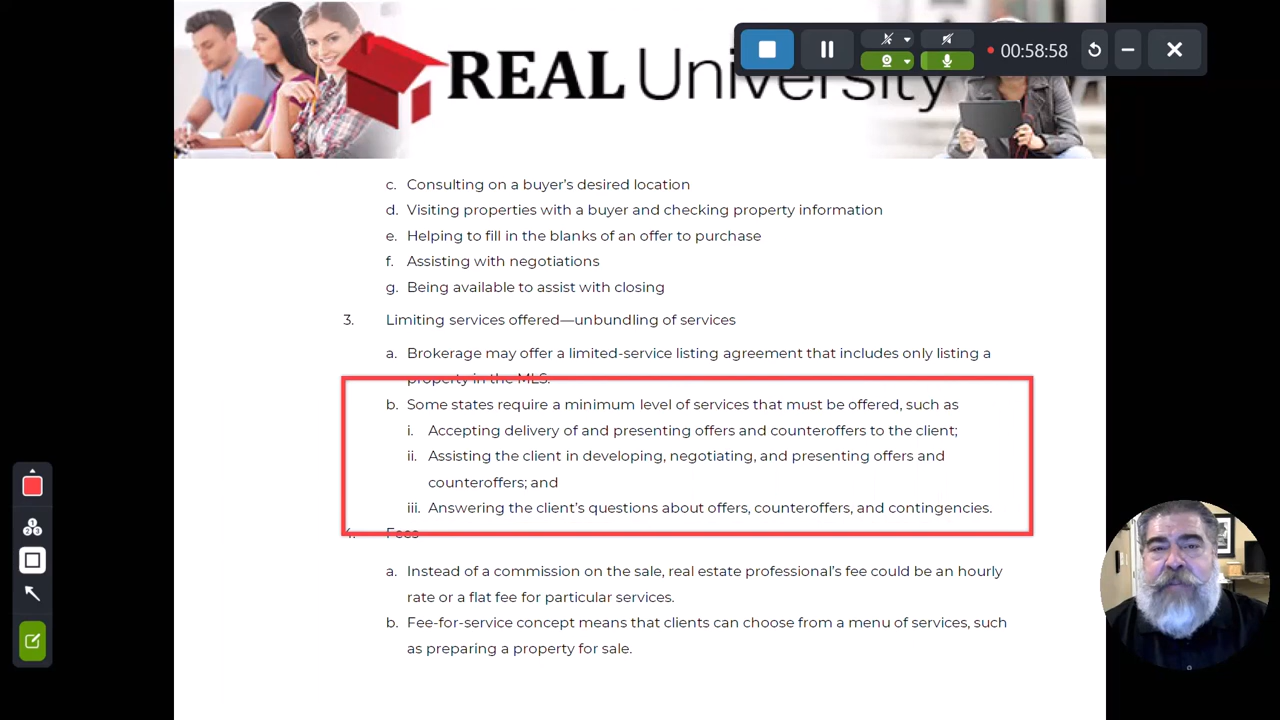 REAL University
00:58:58
c. Consulting on a buyer's desired location
d. Visiting properties with a buyer and checking property information
e. Helping to fill in the blanks of an offer to purchase
f. Assisting with negotiations
g. Being available to assist with closing
3. Limiting services offered—unbundling of services
a. Brokerage may offer a limited-service listing agreement that includes only listing a
property in the MLS.
b. Some states require a minimum level of services that must be offered, such as
i. Accepting delivery of and presenting offers and counteroffers to the client;
ii. Assisting the client in developing, negotiating, and presenting offers and
counteroffers; and
iii. Answering the client's questions about offers, counteroffers, and contingencies.
4. Fees
a. Instead of a commission on the sale, real estate professional's fee could be an hourly
rate or a flat fee for particular services.
b. Fee-for-service concept means that clients can choose from a menu of services, such
as preparing a property for sale.